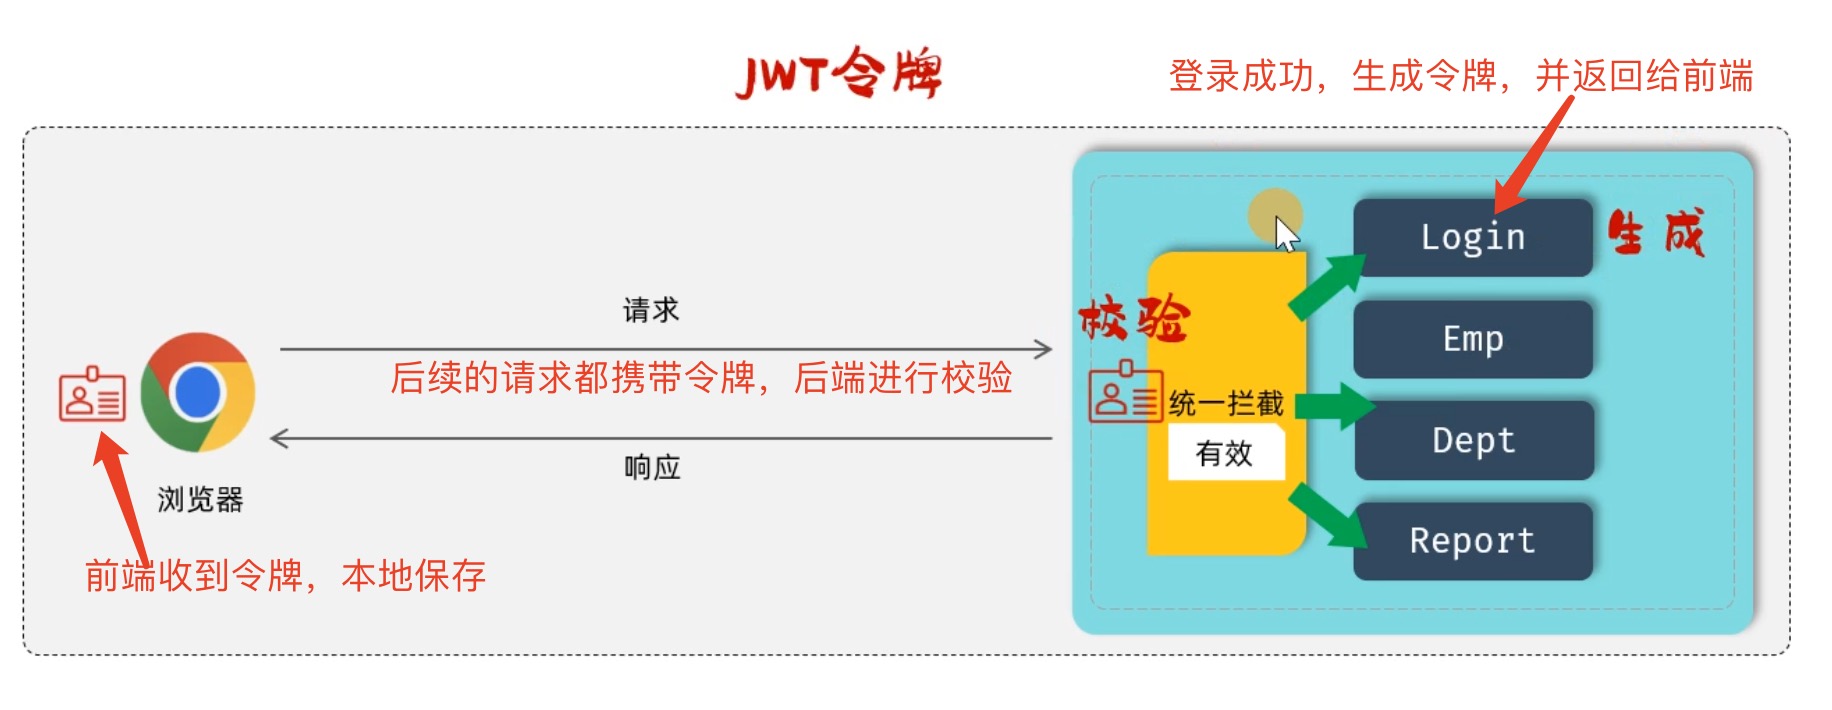 JWT令牌
登录成功，生成令牌，并返回给前端
Login
生成
请求
校验
Emp
后续的请求都携带令牌，后端进行校验
统一拦截
有效
Dept
响应
浏览器
Report
前端收到令牌，本地保存